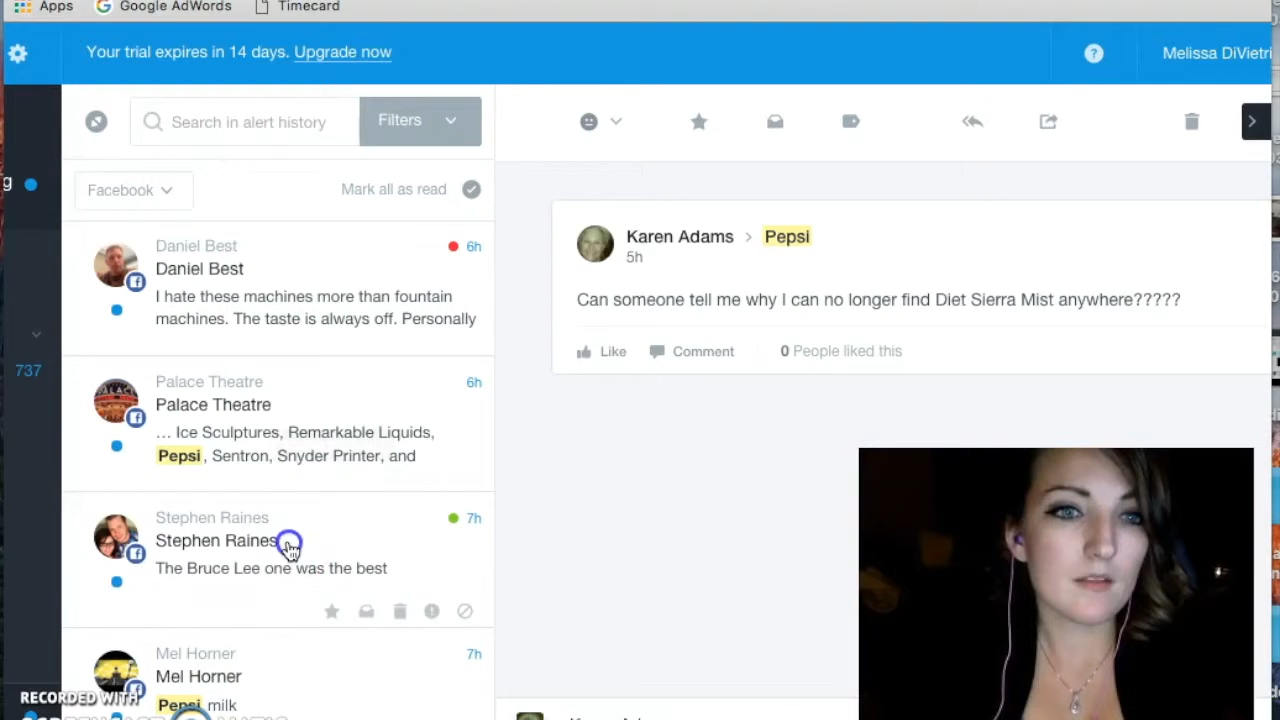 Apps Google AdWords Timecard
Your trial expires in 14 days. Upgrade now
Melissa DiVietri
Search in alert history Filters
g
Facebook Mark all as read
737
Daniel Best 6h
Daniel Best
I hate these machines more than fountain
machines. The taste is always off. Personally
Palace Theatre 6h
Palace Theatre
... Ice Sculptures, Remarkable Liquids,
Pepsi, Sentron, Snyder Printer, and
Stephen Raines 7h
Stephen Raines
The Bruce Lee one was the best
Mel Horner 7h
Mel Horner
Pepsi milk
Karen Adams > Pepsi
5h
Can someone tell me why I can no longer find Diet Sierra Mist anywhere?????
Like Comment 0 People liked this
RECORDED WITH